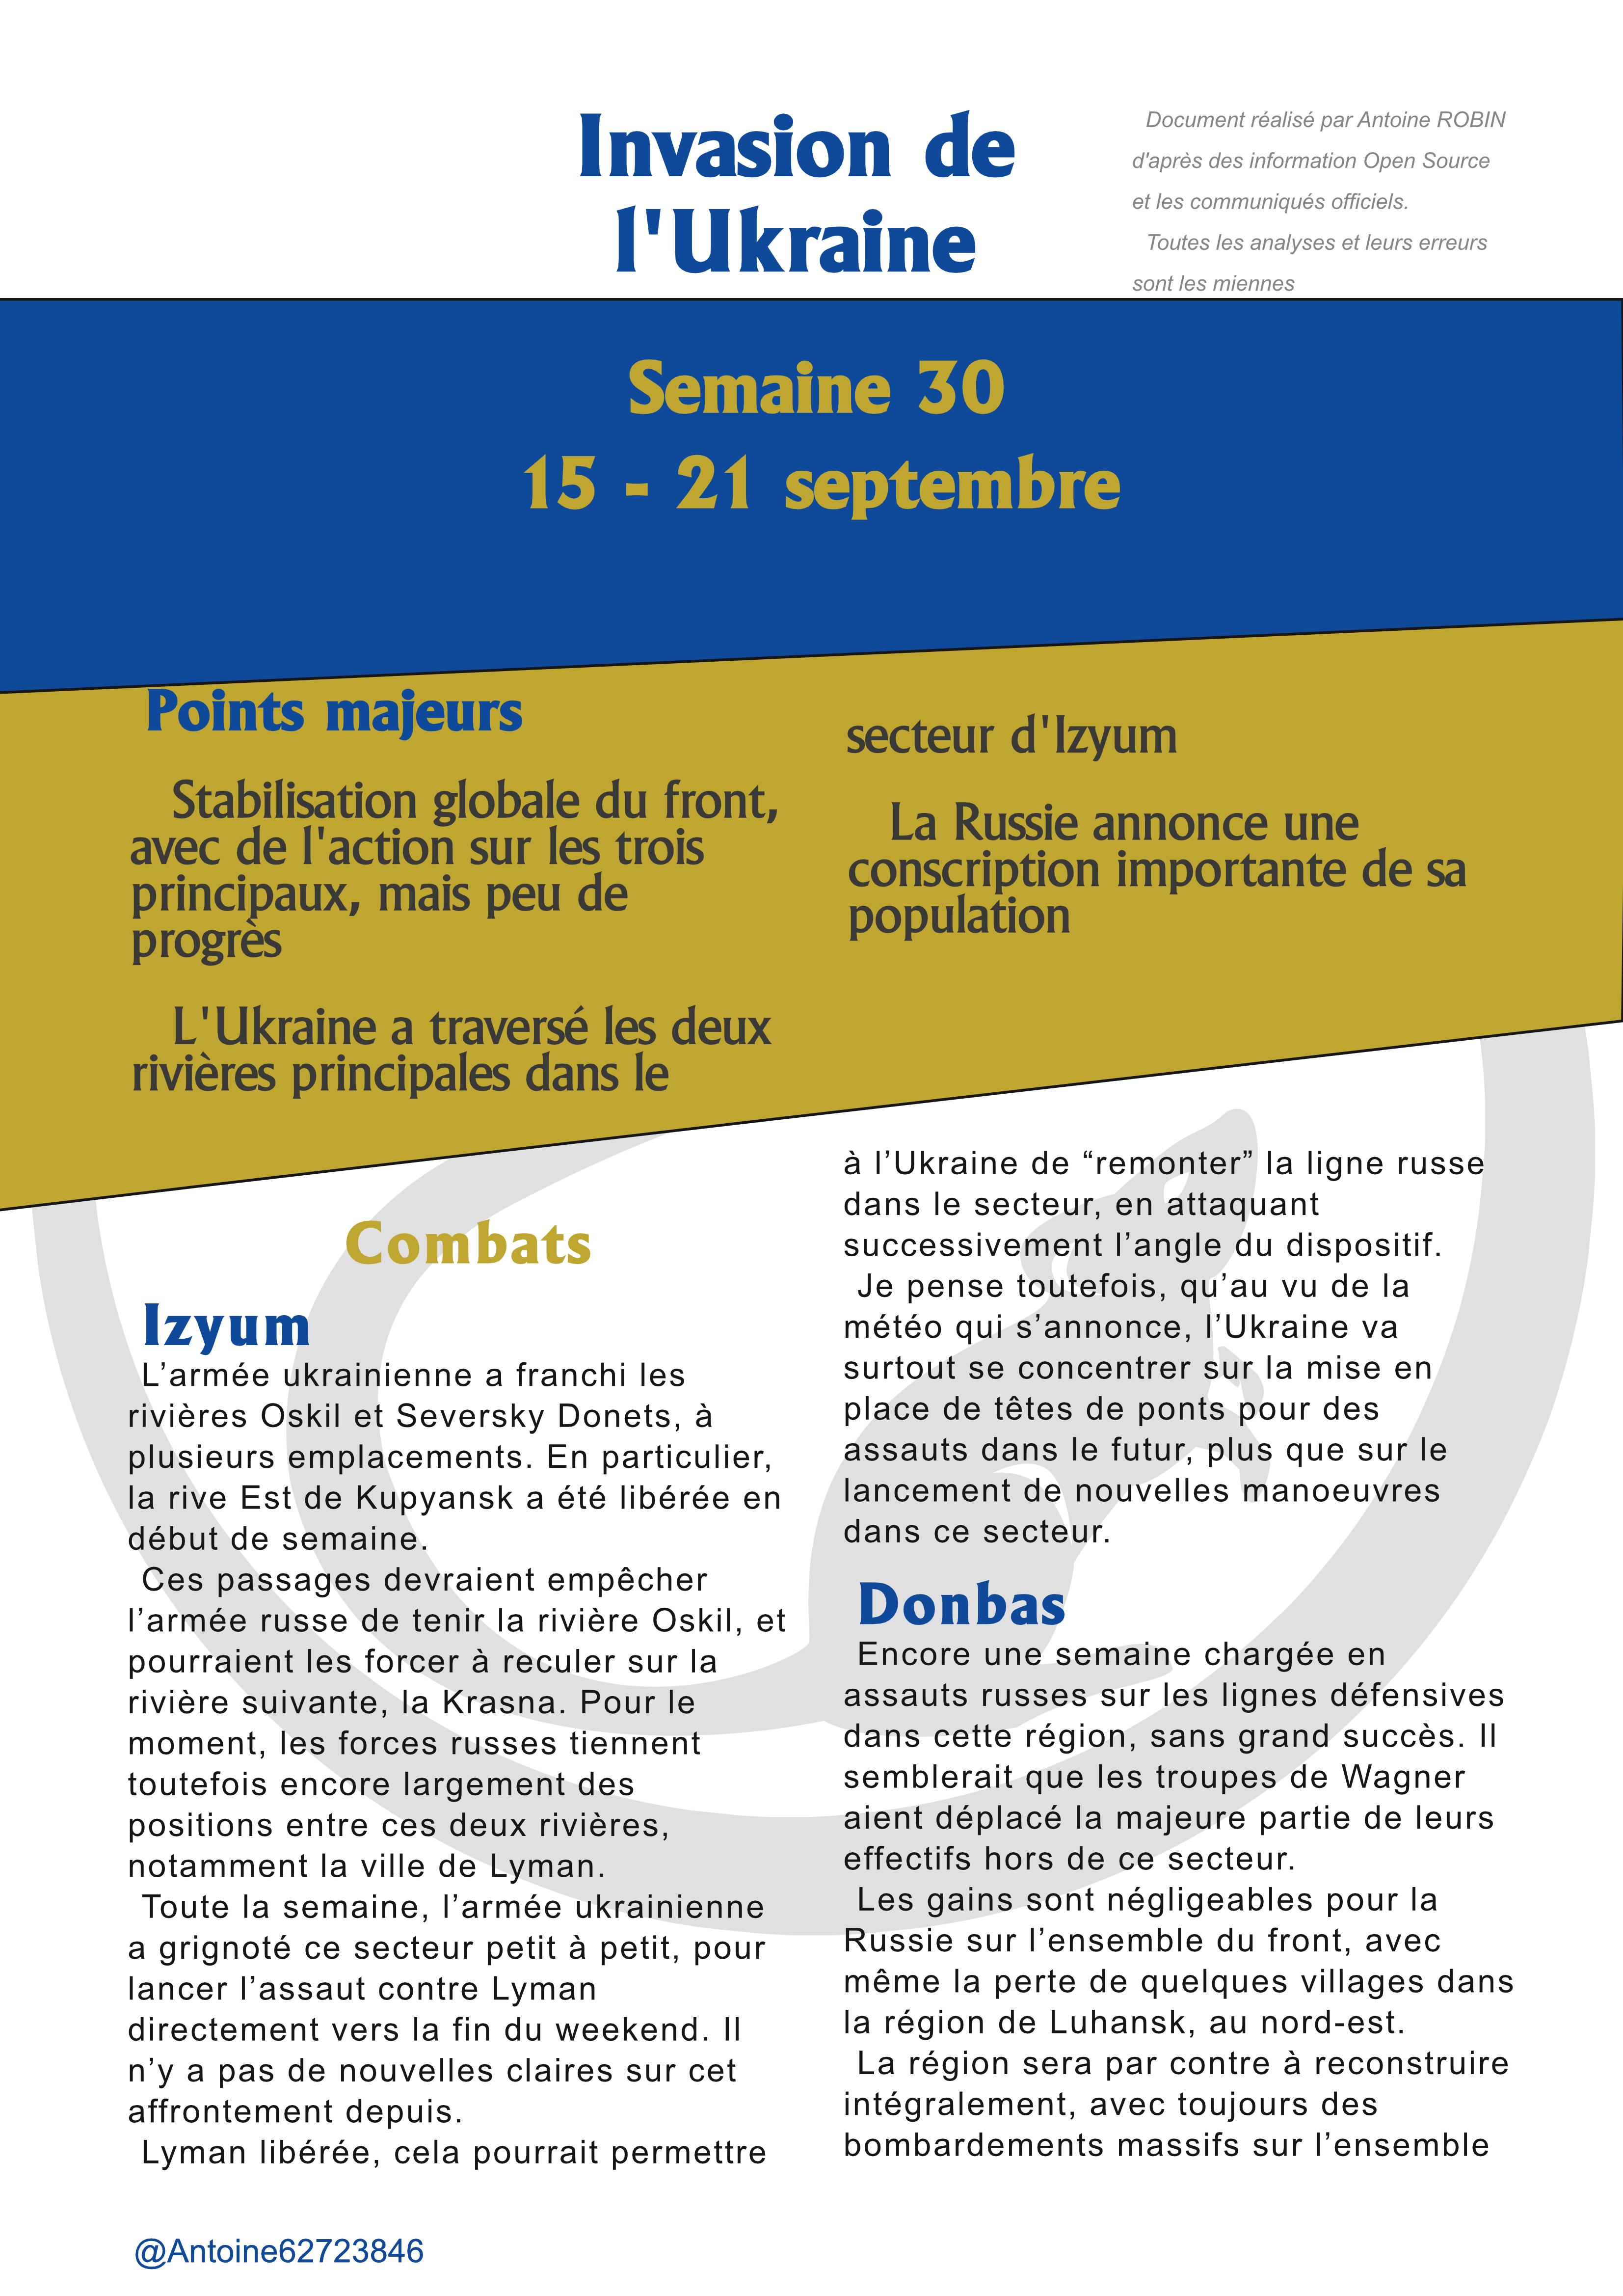 Invasion de
l'Ukraine
Document réalisé par Antoine ROBIN
d'après des information Open Source
et les communiqués officiels.
Toutes les analyses et leurs erreurs
sont les miennes
Semaine 30
15 - 21 septembre
Points majeurs
Stabilisation globale du front,
avec de l'action sur les trois
principaux, mais peu de
progrès
L'Ukraine a traversé les deux
rivières principales dans le
secteur d'Izyum
La Russie annonce une
conscription importante de sa
population
Combats
Izyum
L’armée ukrainienne a franchi les
rivières Oskil et Seversky Donets, à
plusieurs emplacements. En particulier,
la rive Est de Kupyansk a été libérée en
début de semaine.
Ces passages devraient empêcher
l’armée russe de tenir la rivière Oskil, et
pourraient les forcer à reculer sur la
rivière suivante, la Krasna. Pour le
moment, les forces russes tiennent
toutefois encore largement des
positions entre ces deux rivières,
notamment la ville de Lyman.
Toute la semaine, l’armée ukrainienne
a grignoté ce secteur petit à petit, pour
lancer l’assaut contre Lyman
directement vers la fin du weekend. Il
n’y a pas de nouvelles claires sur cet
affrontement depuis.
Lyman libérée, cela pourrait permettre
à l’Ukraine de “remonter” la ligne russe
dans le secteur, en attaquant
successivement l’angle du dispositif.
Je pense toutefois, qu’au vu de la
météo qui s’annonce, l’Ukraine va
surtout se concentrer sur la mise en
place de têtes de ponts pour des
assauts dans le futur, plus que sur le
lancement de nouvelles manoeuvres
dans ce secteur.
Donbas
Encore une semaine chargée en
assauts russes sur les lignes défensives
dans cette région, sans grand succès. Il
semblerait que les troupes de Wagner
aient déplacé la majeure partie de leurs
effectifs hors de ce secteur.
Les gains sont négligeables pour la
Russie sur l’ensemble du front, avec
même la perte de quelques villages dans
la région de Luhansk, au nord-est.
La région sera par contre à reconstruire
intégralement, avec toujours des
bombardements massifs sur l’ensemble
@Antoine62723846